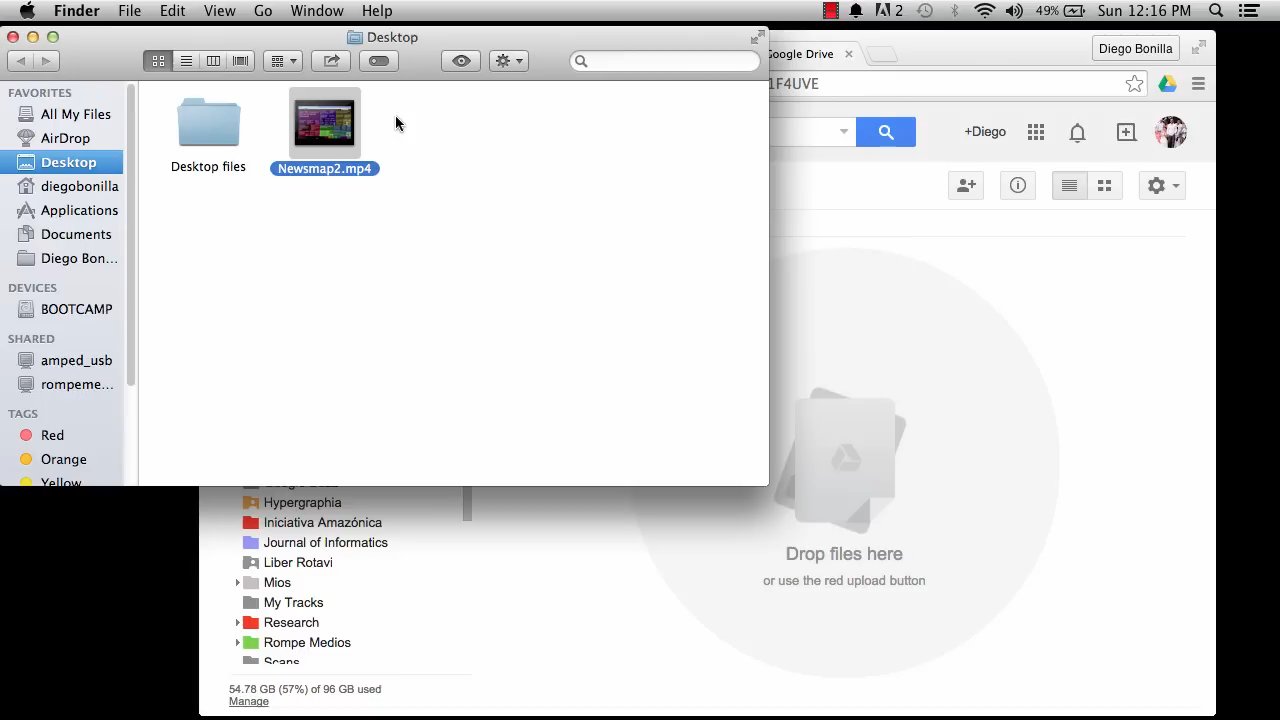 Finder File Edit View Go Window Help
2 49% Sun 12:16 PM
Desktop
Google Drive
Diego Bonilla
1F4UVE
+Diego
FAVORITES
All My Files
AirDrop
Desktop
diegobonilla
Applications
Documents
Diego Bon...
DEVICES
BOOTCAMP
SHARED
amped_usb
rompeme...
TAGS
Red
Orange
Yellow
Desktop files
Newsmap2.mp4
Hypergraphia
Iniciativa Amazónica
Journal of Informatics
Liber Rotavi
Mios
My Tracks
Research
Rompe Medios
Scans
54.78 GB (57%) of 96 GB used
Manage
Drop files here
or use the red upload button